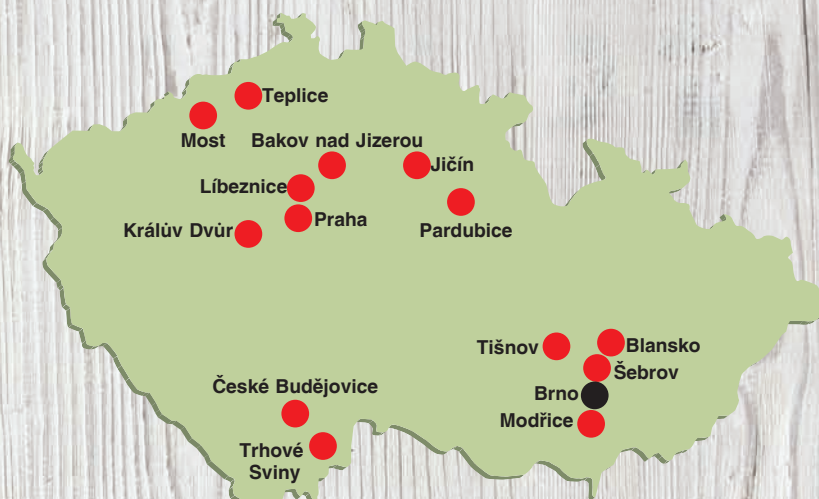 Teplice
Most
Bakov nad Jizerou
Jičín
Líbeznice
Praha
Králův Dvůr
Pardubice
Tišnov
Blansko
Šebrov
České Budějovice
Brno
Modřice
Trhové
Sviny